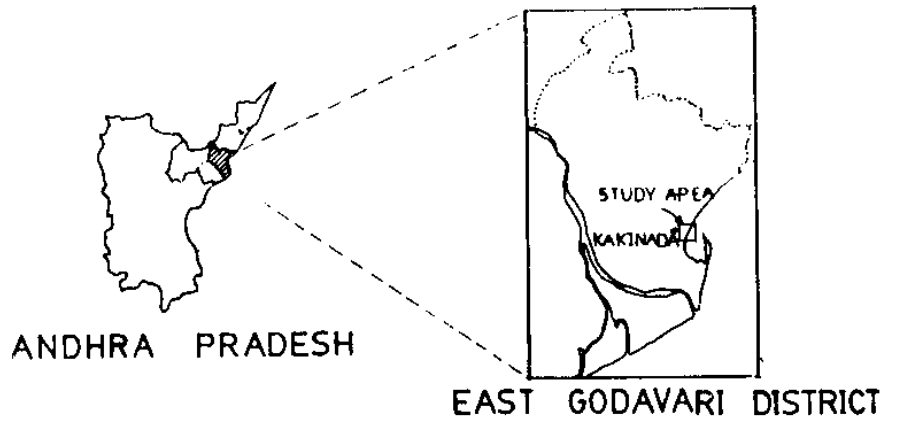 STUDY APEA
KAKINADA
ANDHRA PRADESH
EAST GODAVARI DISTRICT